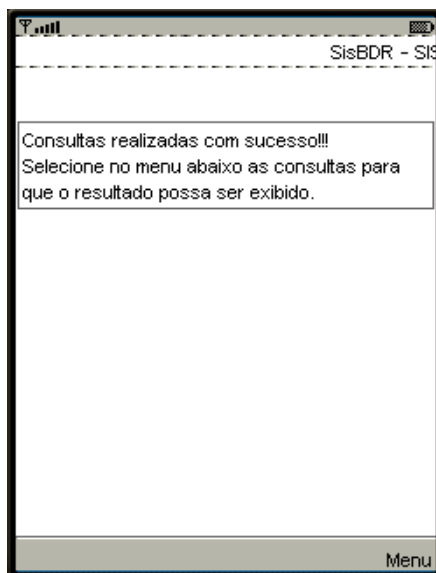 SisBDR - SIS
Consultas realizadas com sucesso!!!
Selecione no menu abaixo as consultas para
que o resultado possa ser exibido.
Menu